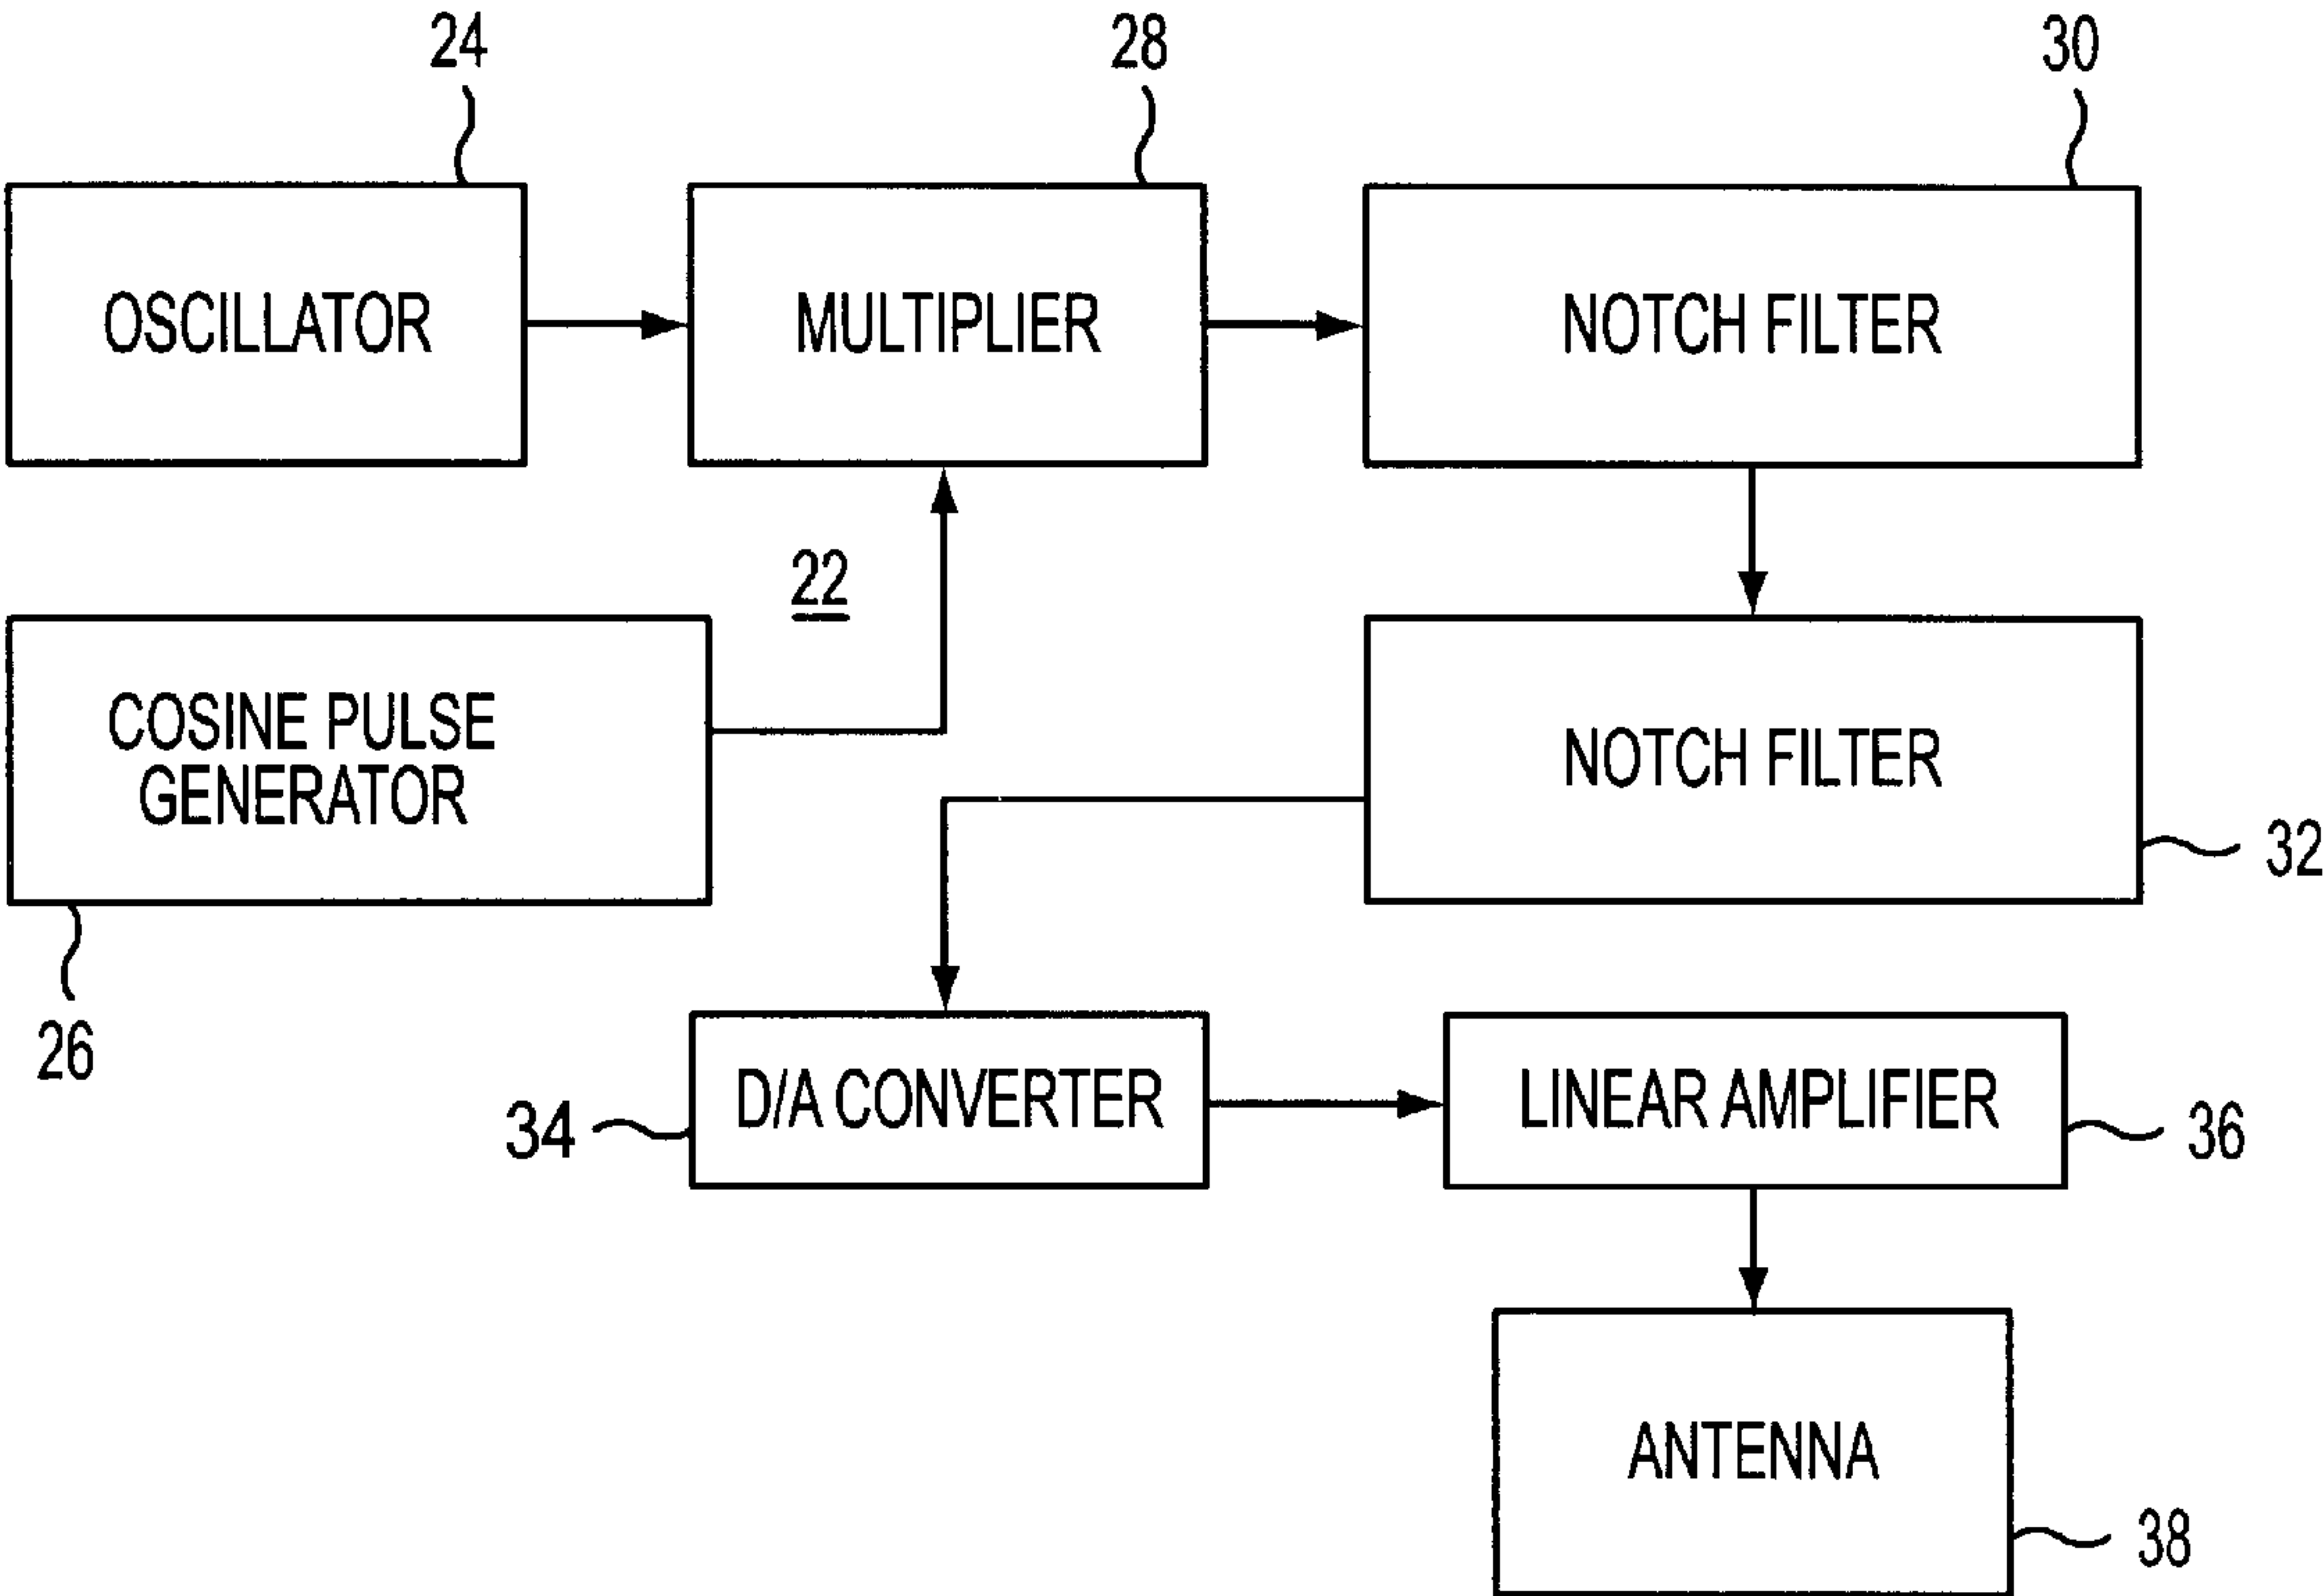 24
28
30
OSCILLATOR
MULTIPLIER
NOTCH FILTER
22
COSINE PULSE
GENERATOR
NOTCH FILTER
32
26
34
D/A CONVERTER
LINEAR AMPLIFIER
36
ANTENNA
38